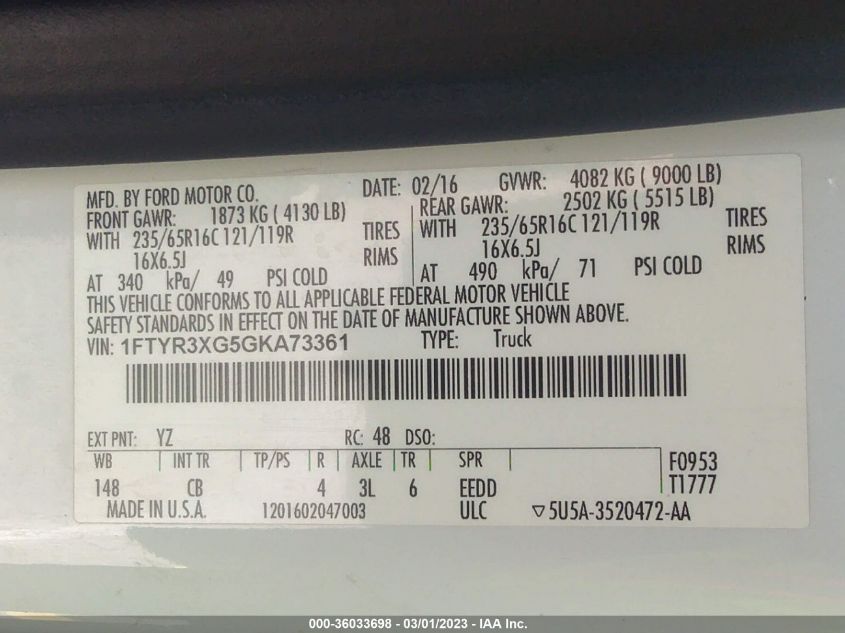 MFD. BY FORD MOTOR CO. DATE: 02/16 GVWR: 4082 KG ( 9000 LB)
FRONT GAWR: 1873 KG ( 4130 LB) REAR GAWR: 2502 KG ( 5515 LB)
WITH 235/65R16C 121/119R TIRES WITH 235/65R16C 121/119R TIRES
16X6.5J RIMS 16X6.5J RIMS
AT 340 kPa/ 49 PSI COLD AT 490 kPa/ 71 PSI COLD
THIS VEHICLE CONFORMS TO ALL APPLICABLE FEDERAL MOTOR VEHICLE
SAFETY STANDARDS IN EFFECT ON THE DATE OF MANUFACTURE SHOWN ABOVE.
VIN: 1FTYR3XG5GKA73361 TYPE: Truck
EXT PNT: YZ RC: 48 DSO:
WB INT TR TP/PS R AXLE TR SPR F0953
148 CB 4 3L 6 EEDD T1777
MADE IN U.S.A. 1201602047003 ULC ▽5U5A-3520472-AA
000-36033698 - 03/01/2023 - IAA Inc.